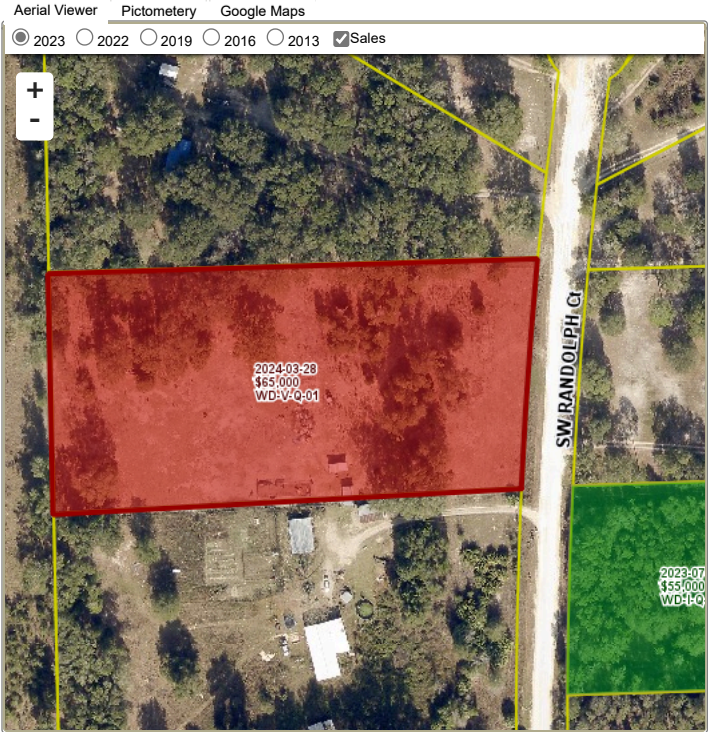 Aerial Viewer Pictometery Google Maps
2023 2022 2019 2016 2013 Sales
+
-
2024-03-28
$65,000
WD-V-Q-01
SW RANDOLPH Ct
2023-07
$55,000
WD-I-Q